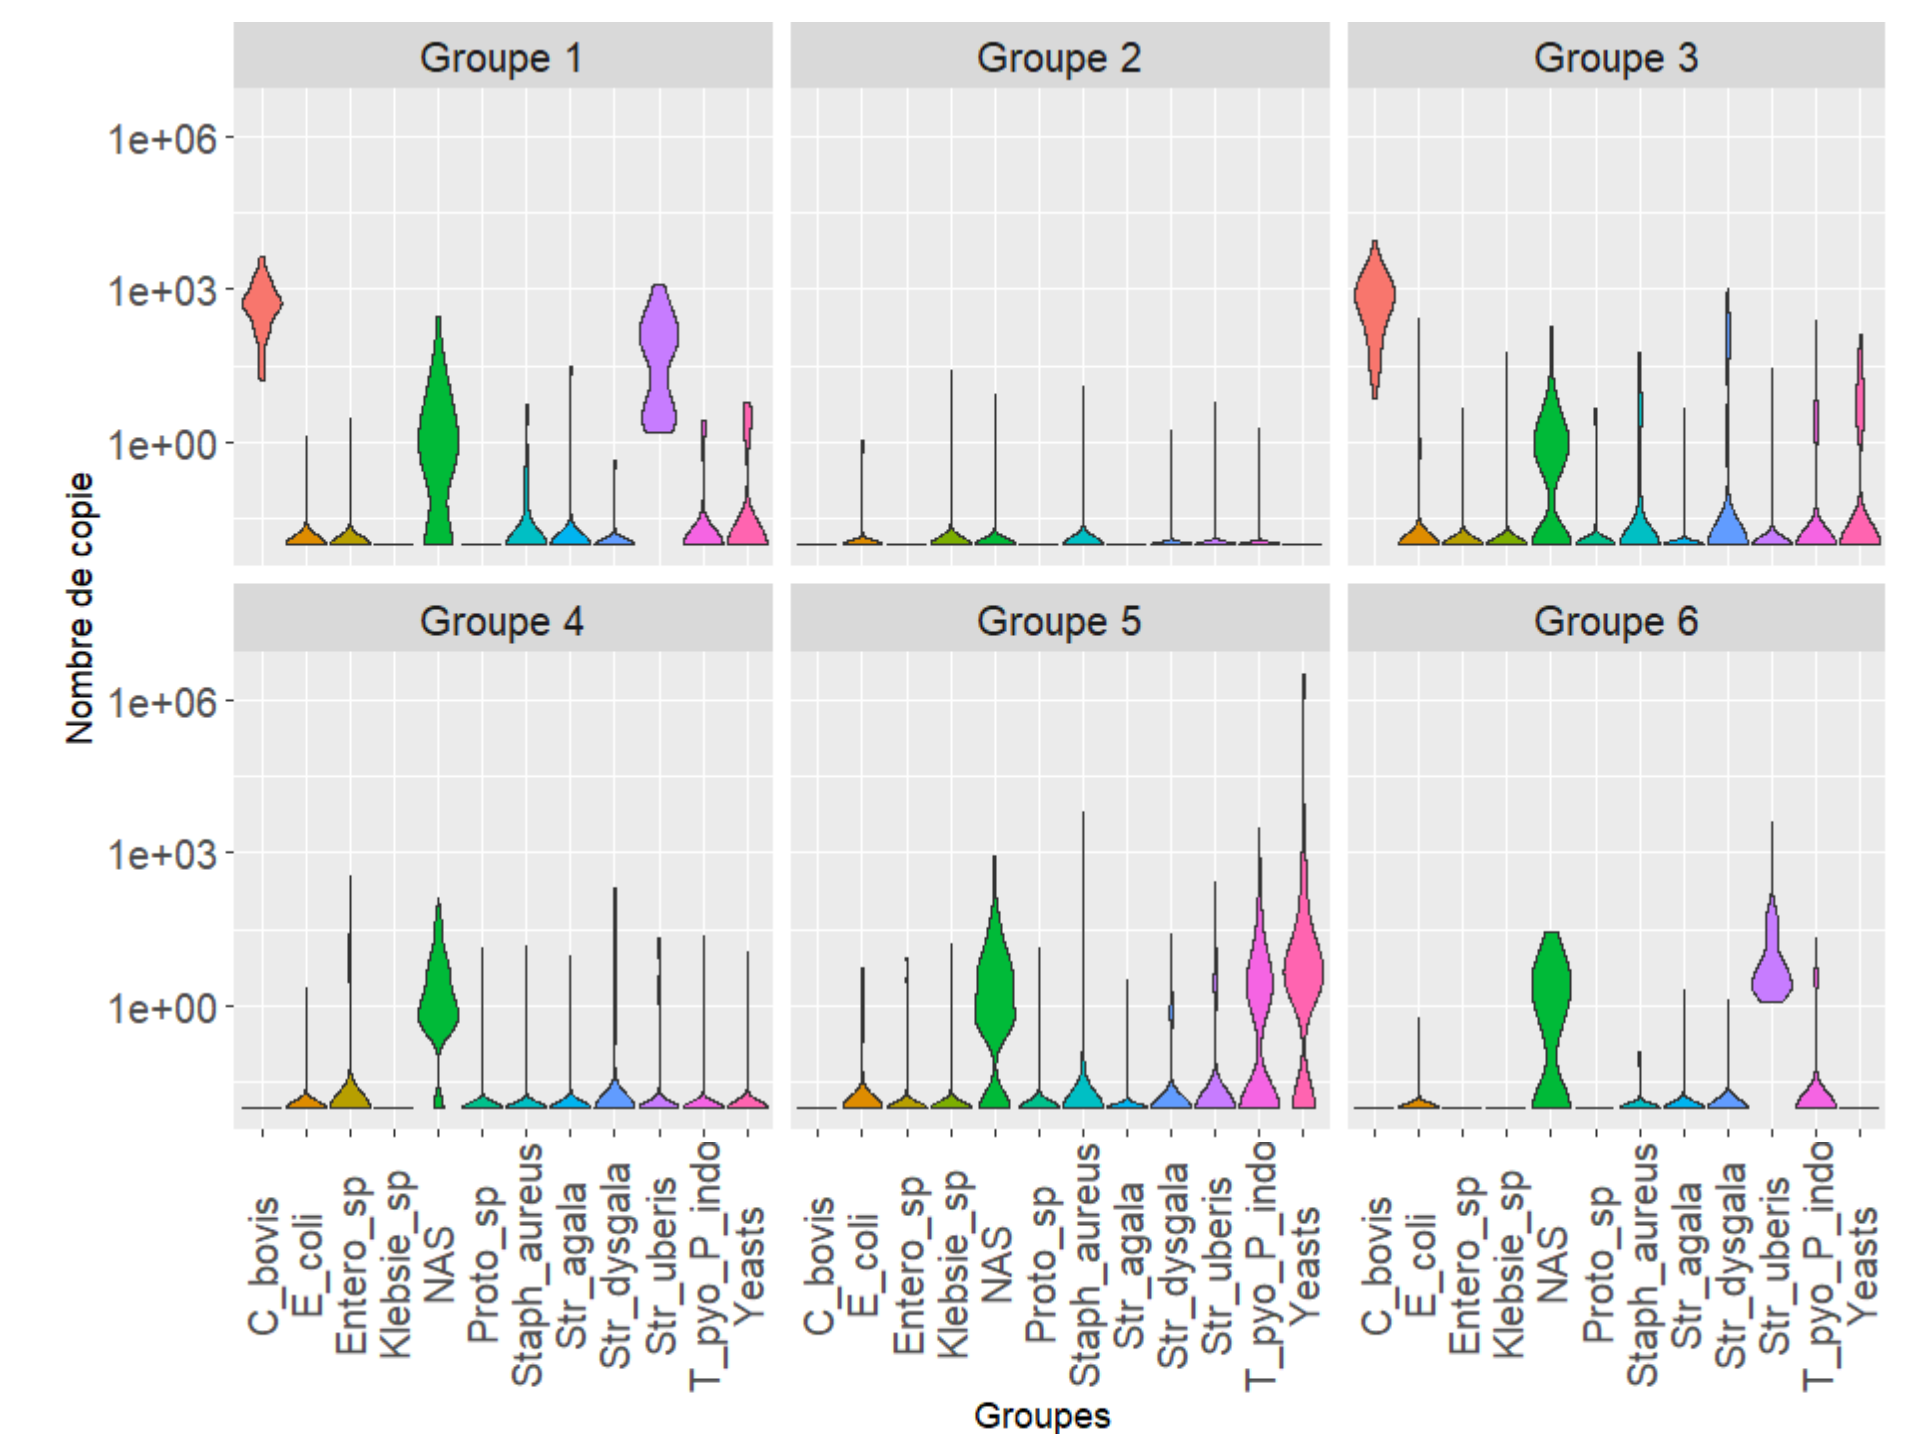 Groupe 1
Groupe 2
Groupe 3
1e+06
1e+03
1e+00
Nombre de copie
Groupe 4
Groupe 5
Groupe 6
1e+06
1e+03
1e+00
C_bovis
E_coli
Entero_sp
Klebsie_sp
NAS
Proto_sp
Staph_aureus
Str_agala
Str_dysgala
Str_uberis
T_pyo_P_indo
Yeasts
C_bovis
E_coli
Entero_sp
Klebsie_sp
NAS
Proto_sp
Staph_aureus
Str_agala
Str_dysgala
Str_uberis
T_pyo_P_indo
Yeasts
C_bovis
E_coli
Entero_sp
Klebsie_sp
NAS
Proto_sp
Staph_aureus
Str_agala
Str_dysgala
Str_uberis
T_pyo_P_indo
Yeasts
Groupes